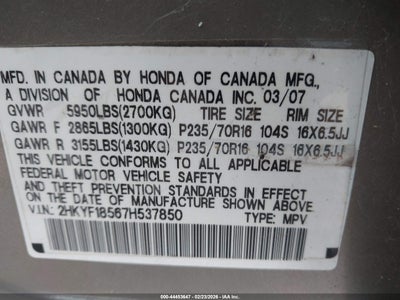 MFD. IN CANADA BY HONDA OF CANADA MFG.,
A DIVISION OF HONDA CANADA INC. 03/07
GVWR 5950LBS(2700KG) TIRE SIZE RIM SIZE
GAWR F 2865LBS(1300KG) P235/70R16 104S 16X6.5JJ
GAWR R 3155LBS(1430KG) P235/70R16 104S 16X6.5JJ
THIS VEHICLE CONFORMS TO ALL APPLICABLE
FEDERAL MOTOR VEHICLE SAFETY
AND THEFT PREVENTION STANDARDS IN EFFECT ON
THE DATE OF MANUFACTURE SHOWN ABOVE.
V.I.N.: 2HKYF18567H537850 TYPE: MPV
000-44453647 - 02/23/2026 - IAA, LLC